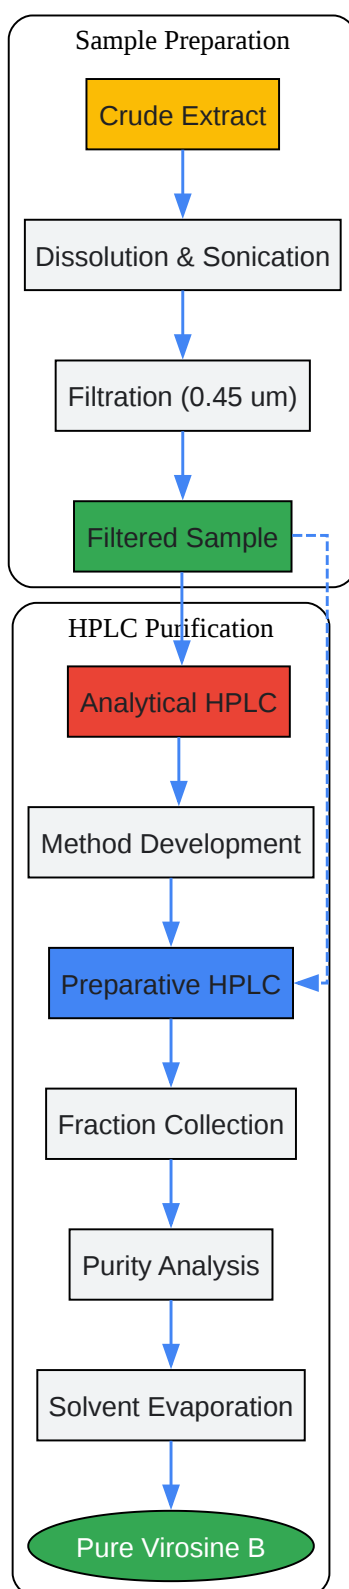 Sample Preparation
Crude Extract
Dissolution & Sonication
Filtration (0.45 um)
Filtered Sample
HPLC Purification
Analytical HPLC
Method Development
Preparative HPLC
Fraction Collection
Purity Analysis
Solvent Evaporation
Pure Virosine B